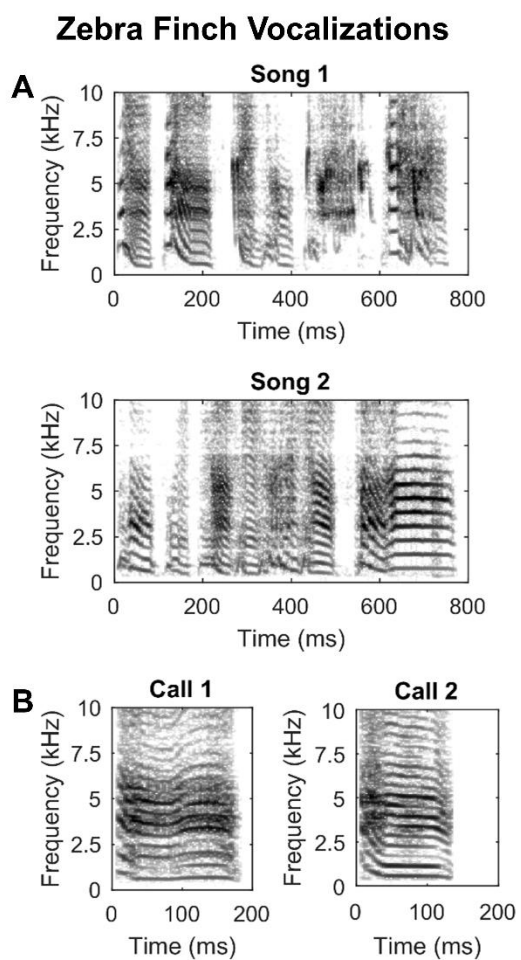 Zebra Finch Vocalizations
A
Song 1
Frequency (kHz)
10
7.5
5
2.5
0
0 200 400 600 800
Time (ms)
Song 2
Frequency (kHz)
10
7.5
5
2.5
0
0 200 400 600 800
Time (ms)
B
Call 1
Frequency (kHz)
10
7.5
5
2.5
0
0 100 200
Time (ms)
Call 2
Frequency (kHz)
10
7.5
5
2.5
0
0 100 200
Time (ms)